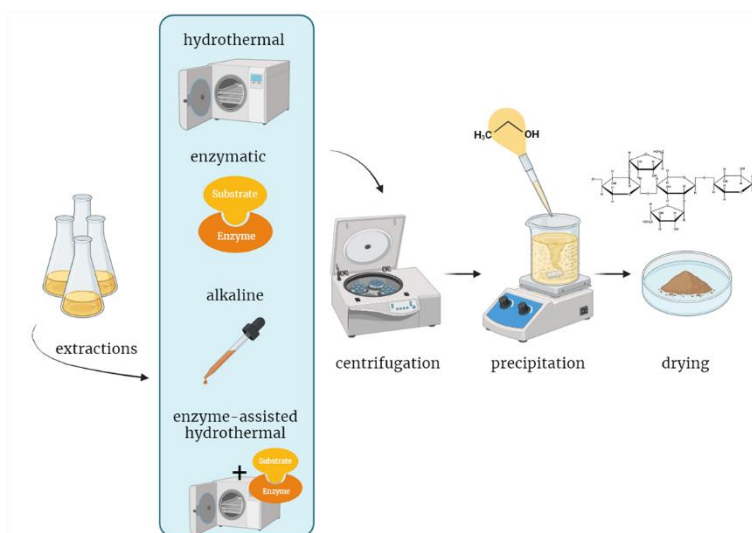 hydrothermal
enzymatic
Substrate
Enzyme
alkaline
enzyme-assisted
hydrothermal
+
Substrate
Enzyme
extractions
centrifugation
H₃C
OH
precipitation
drying